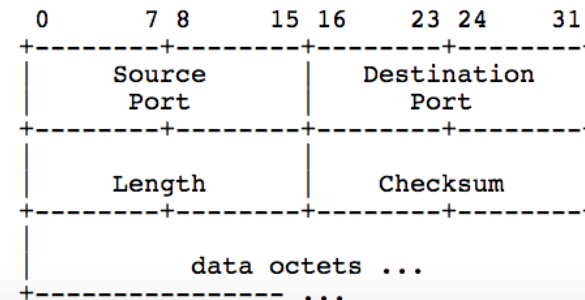 0 7 8 15 16 23 24 31
+--------+--------+--------+--------
| Source | Destination
| Port | Port
+--------+--------+--------+--------
| Length | Checksum
+--------+--------+--------+--------
| data octets ...
+---------------- ...